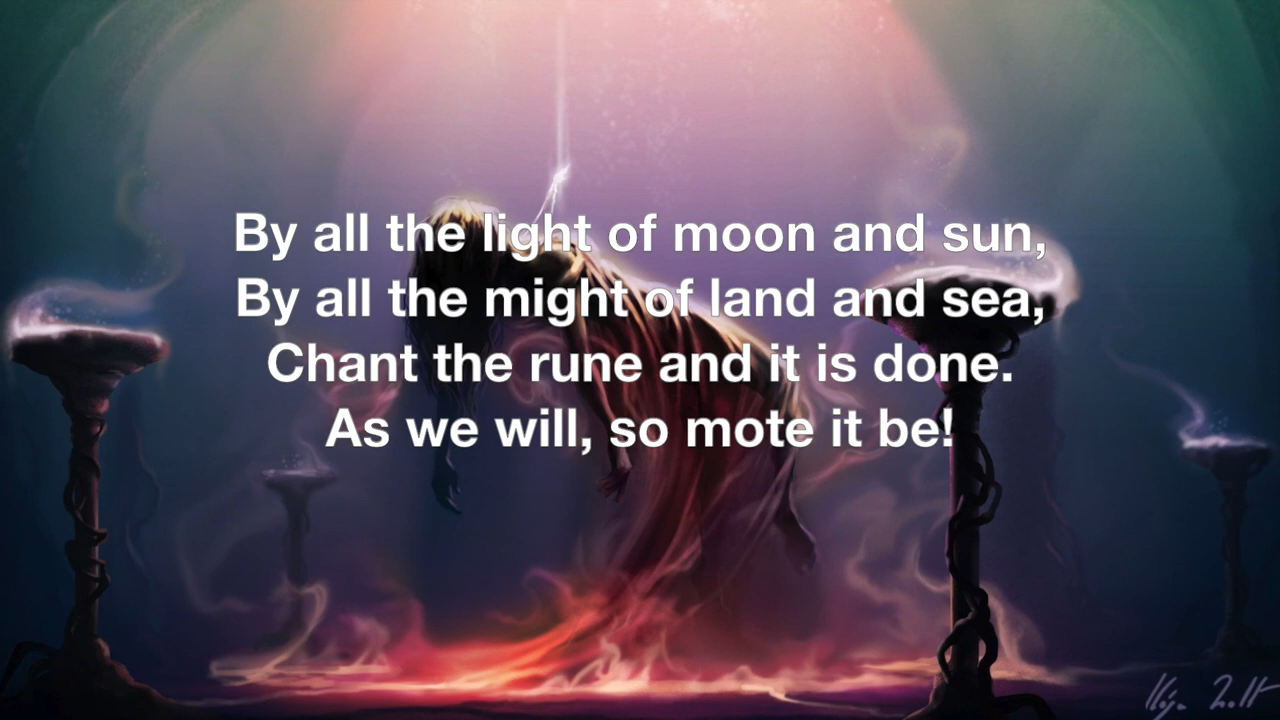 By all the light of moon and sun,
By all the might of land and sea,
Chant the rune and it is done.
As we will, so mote it be!